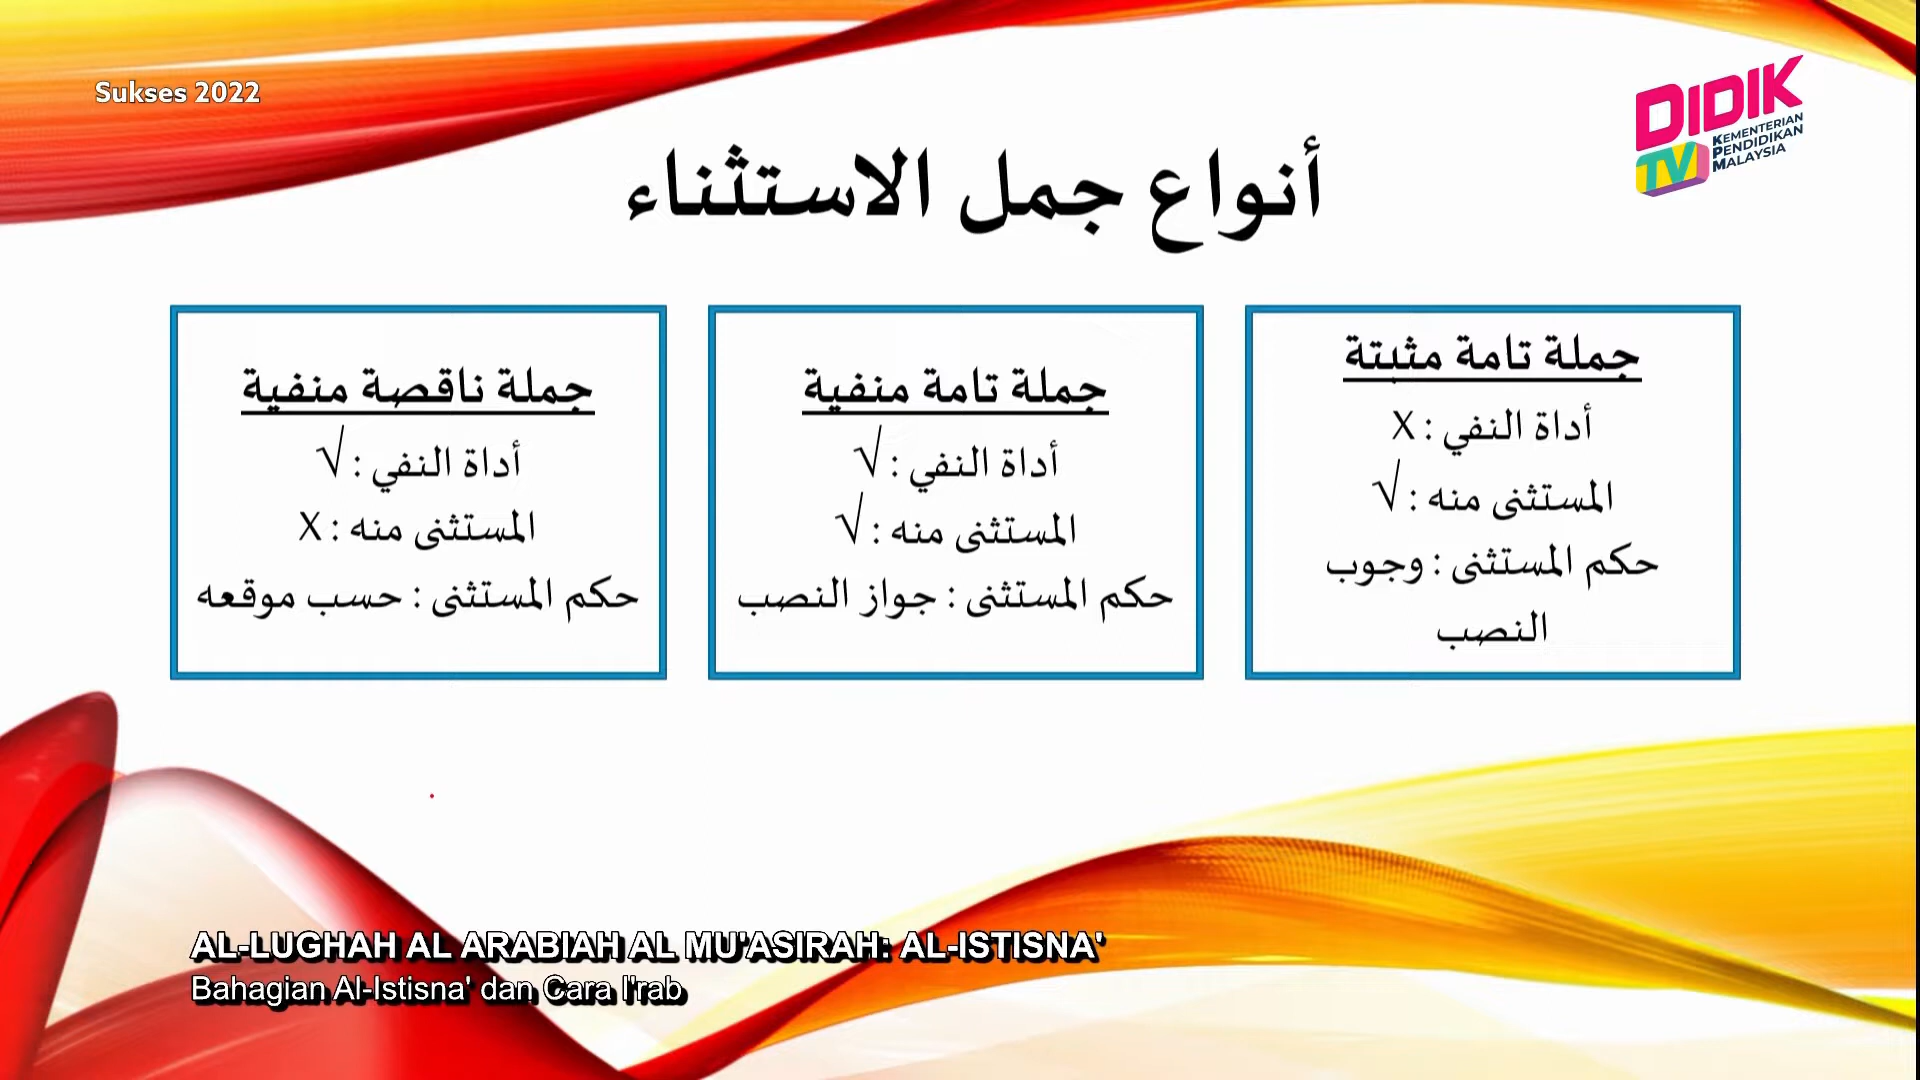 Sukses 2022
DIDIK
TV
KEMENTERIAN
PENDIDIKAN
MALAYSIA
أنواع جمل الاستثناء
جملة تامة مثبتة
أداة النفي : X
المستثنى منه : √
حكم المستثنى : وجوب
النصب
جملة تامة منفية
أداة النفي : √
المستثنى منه : √
حكم المستثنى : جواز النصب
جملة ناقصة منفية
أداة النفي : √
المستثنى منه : X
حكم المستثنى : حسب موقعه
AL-LUGHAH AL ARABIAH AL MU'ASIRAH: AL-ISTISNA'
Bahagian Al-Istisna' dan Cara I'rab